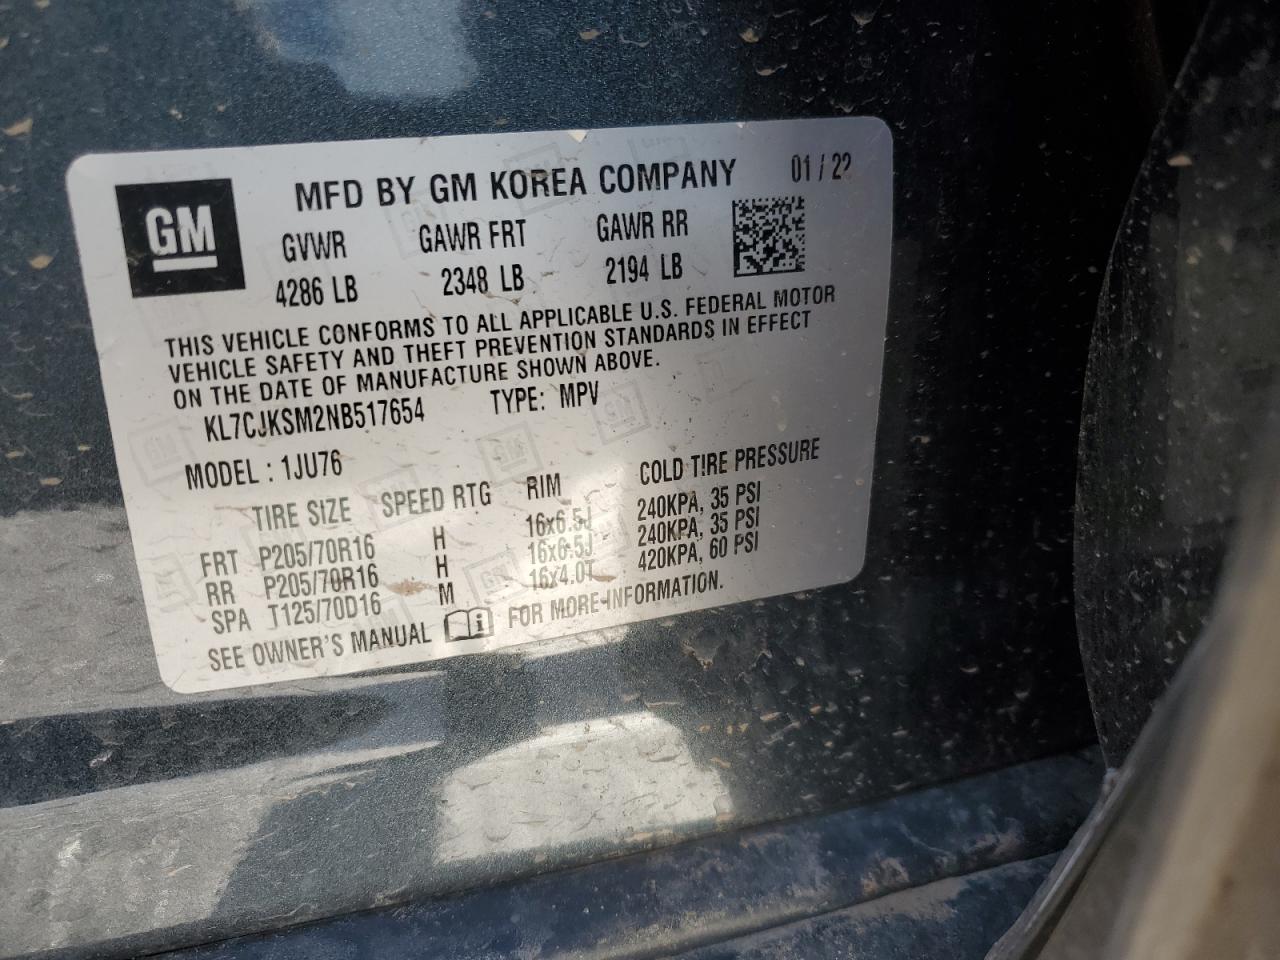 GM
MFD BY GM KOREA COMPANY 01 / 22
GVWR GAWR FRT GAWR RR
4286 LB 2348 LB 2194 LB
THIS VEHICLE CONFORMS TO ALL APPLICABLE U.S. FEDERAL MOTOR
VEHICLE SAFETY AND THEFT PREVENTION STANDARDS IN EFFECT
ON THE DATE OF MANUFACTURE SHOWN ABOVE.
KL7CJKSM2NB517654 TYPE: MPV
MODEL : 1JU76
TIRE SIZE SPEED RTG RIM COLD TIRE PRESSURE
FRT P205/70R16 H 16x6.5J 240KPA, 35 PSI
RR P205/70R16 H 16x6.5J 240KPA, 35 PSI
SPA T125/70D16 M 16x4.0T 420KPA, 60 PSI
SEE OWNER'S MANUAL i FOR MORE INFORMATION.